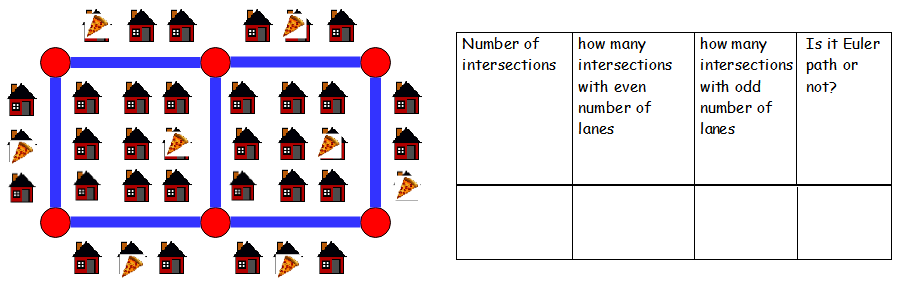 Number of
intersections
how many
intersections
with even
number of
lanes
how many
intersections
with odd
number of
lanes
Is it Euler
path or
not?